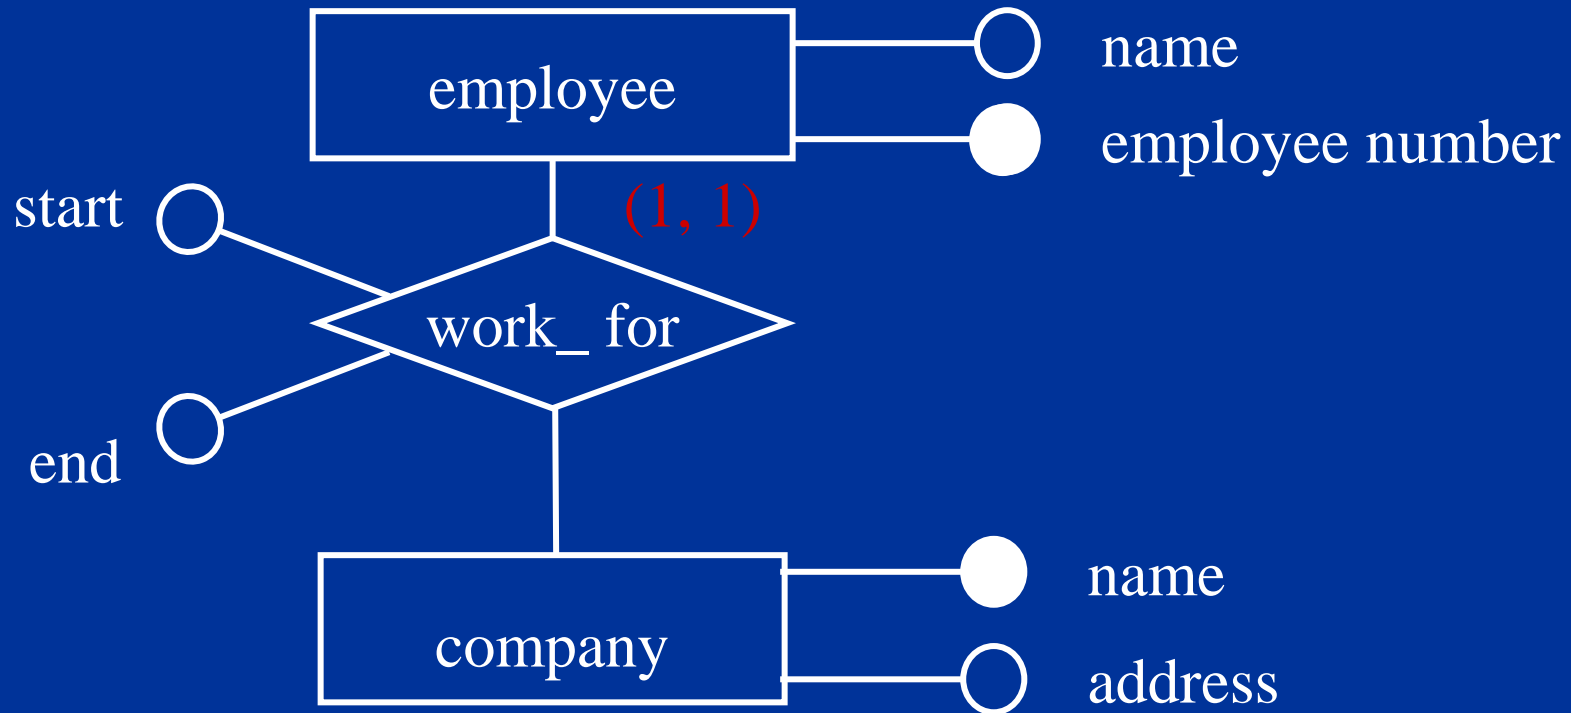 name
employee
employee number
start
(1, 1)
work_ for
end
name
company
address